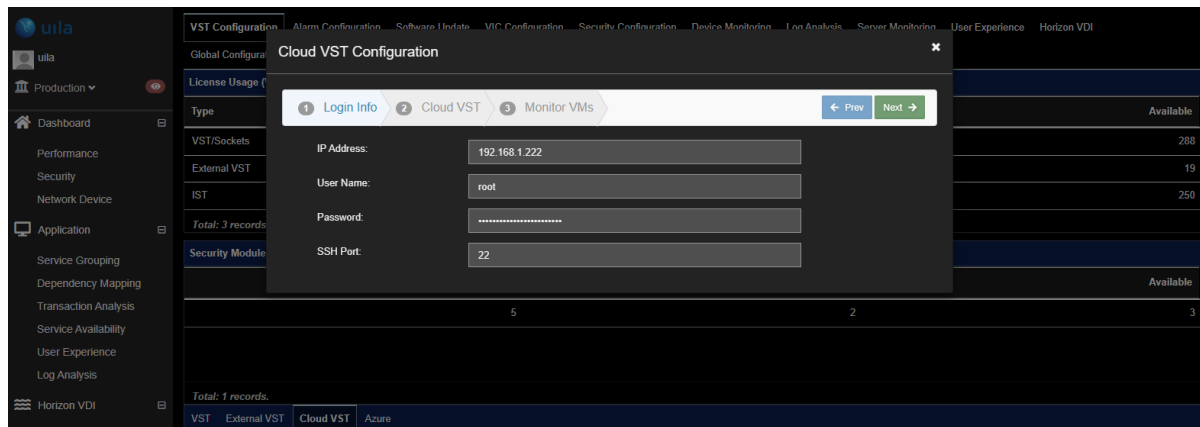 uila
VST Configuration Alarm Configuration Software Update VIC Configuration Security Configuration Device Monitoring Log Analysis Server Monitoring User Experience Horizon VDI
uila
Global Configurat
Cloud VST Configuration
Production
License Usage (
1 Login Info 2 Cloud VST 3 Monitor VMs Prev Next
Dashboard
Type Available
VST/Sockets 288
IP Address: 192.168.1.222
Performance
External VST 19
Security
User Name: root
IST 250
Network Device
Password: ························
Total: 3 records
Application
Security Module
SSH Port: 22
Service Grouping
Dependency Mapping
Available
Transaction Analysis
5 2 3
Service Availability
User Experience
Log Analysis
Total: 1 records.
Horizon VDI
VST External VST Cloud VST Azure